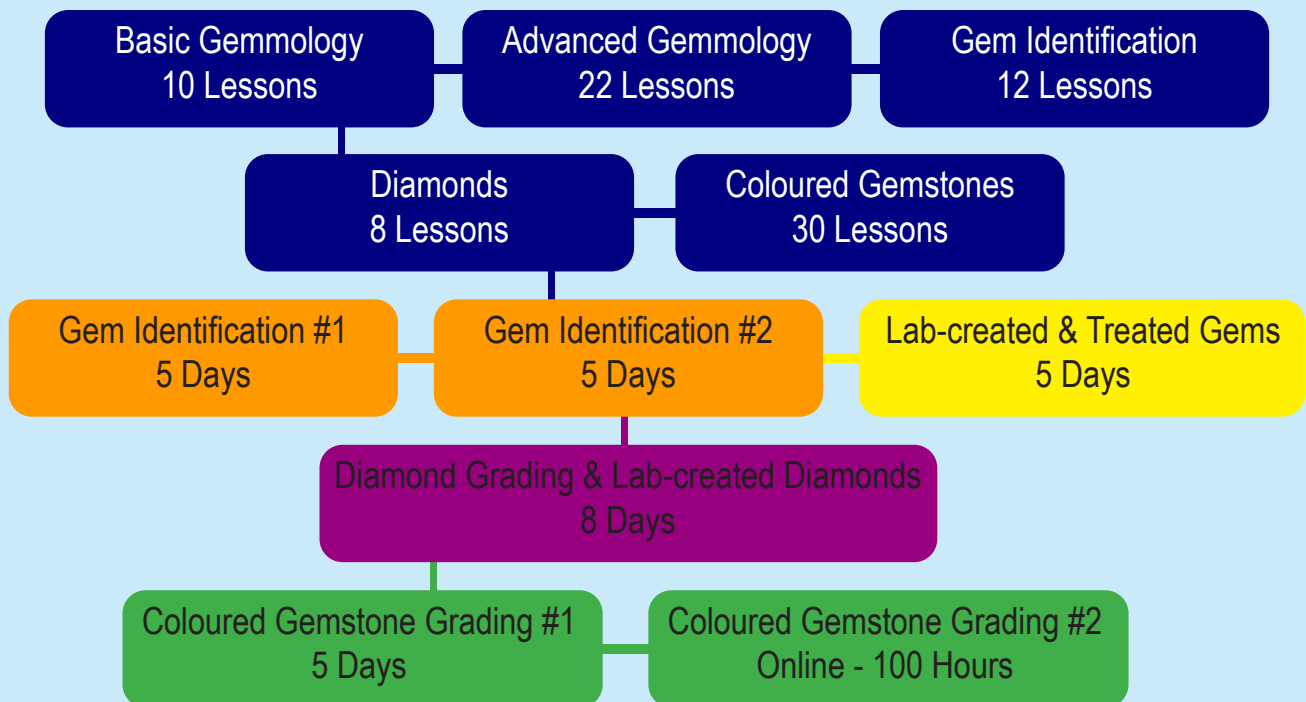 Basic Gemmology
10 Lessons
Advanced Gemmology
22 Lessons
Gem Identification
12 Lessons
Diamonds
8 Lessons
Coloured Gemstones
30 Lessons
Gem Identification #1
5 Days
Gem Identification #2
5 Days
Lab-created & Treated Gems
5 Days
Diamond Grading & Lab-created Diamonds
8 Days
Coloured Gemstone Grading #1
5 Days
Coloured Gemstone Grading #2
Online - 100 Hours